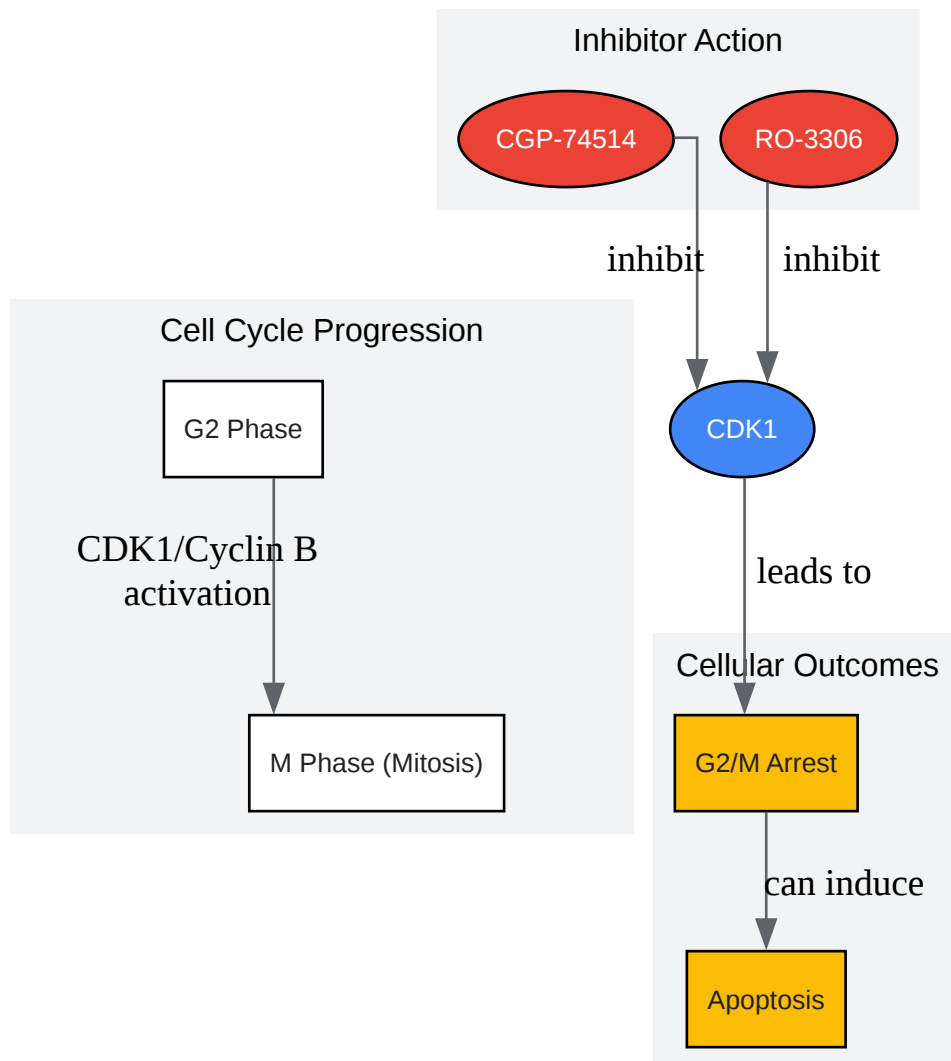 Inhibitor Action
CGP-74514
RO-3306
inhibit
inhibit
Cell Cycle Progression
G2 Phase
CDK1
CDK1/Cyclin B
activation
leads to
Cellular Outcomes
M Phase (Mitosis)
G2/M Arrest
can induce
Apoptosis